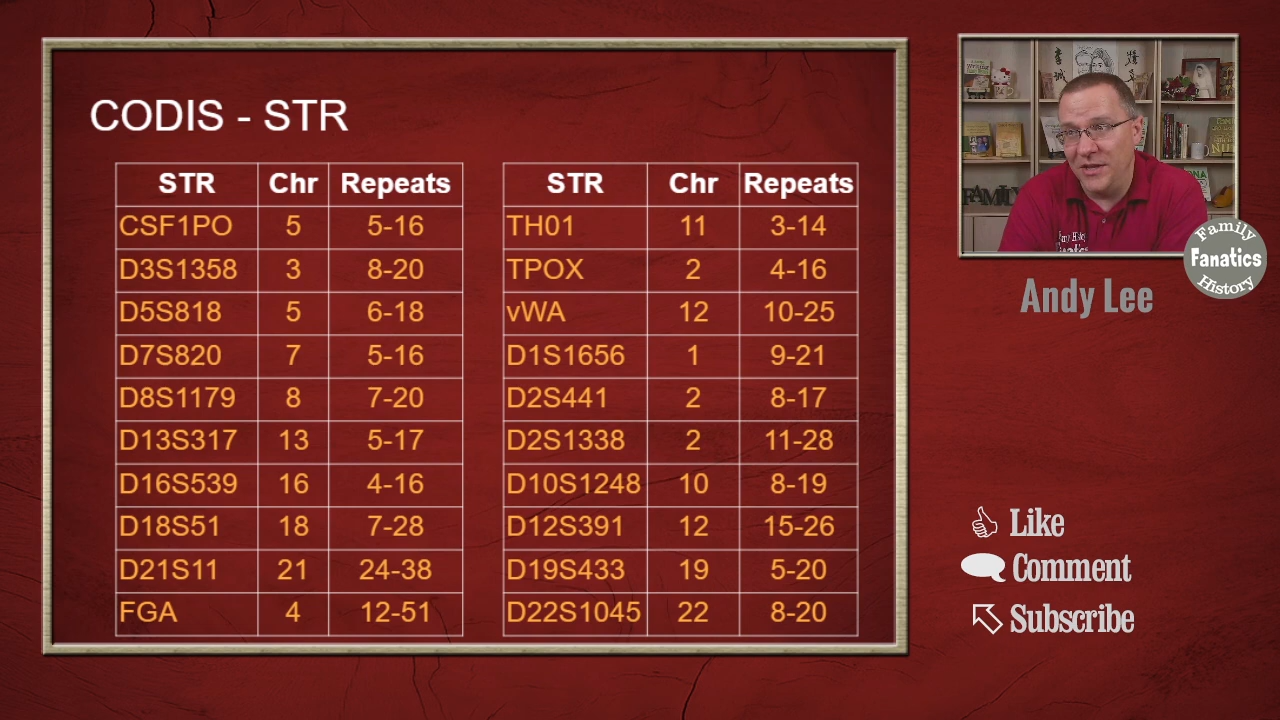 CODIS - STR
STR Chr Repeats
CSF1PO 5 5-16
D3S1358 3 8-20
D5S818 5 6-18
D7S820 7 5-16
D8S1179 8 7-20
D13S317 13 5-17
D16S539 16 4-16
D18S51 18 7-28
D21S11 21 24-38
FGA 4 12-51
STR Chr Repeats
TH01 11 3-14
TPOX 2 4-16
vWA 12 10-25
D1S1656 1 9-21
D2S441 2 8-17
D2S1338 2 11-28
D10S1248 10 8-19
D12S391 12 15-26
D19S433 19 5-20
D22S1045 22 8-20
FAMILY
DNA
Family
Fanatics
History
Andy Lee
Like
Comment
Subscribe